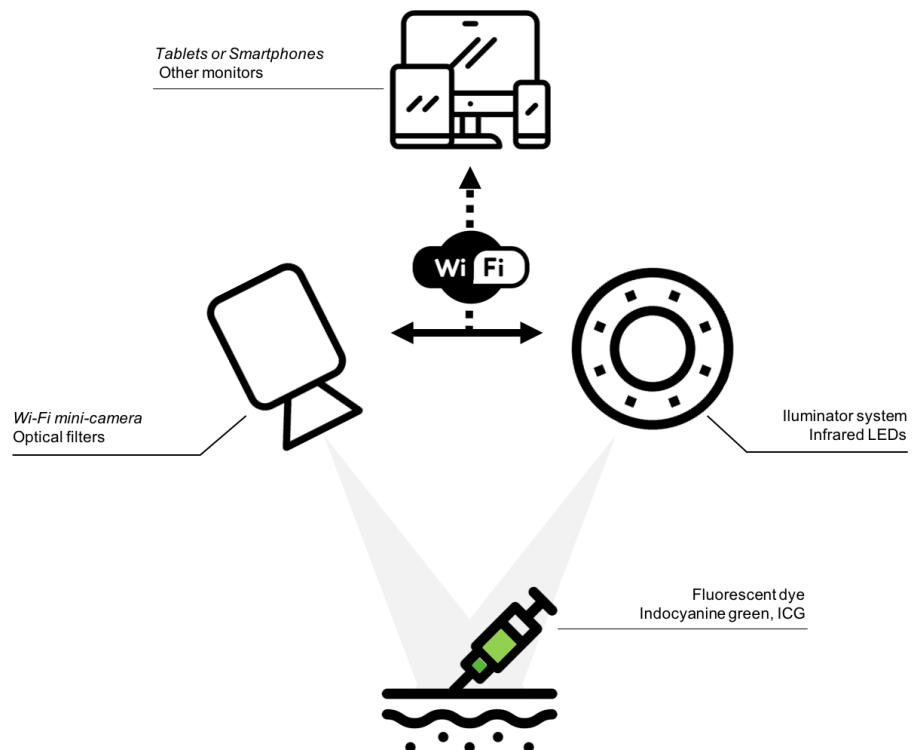 Tablets or Smartphones
Other monitors
Wi Fi
Wi-Fi mini-camera
Optical filters
Iluminator system
Infrared LEDs
Fluorescent dye
Indocyanine green, ICG